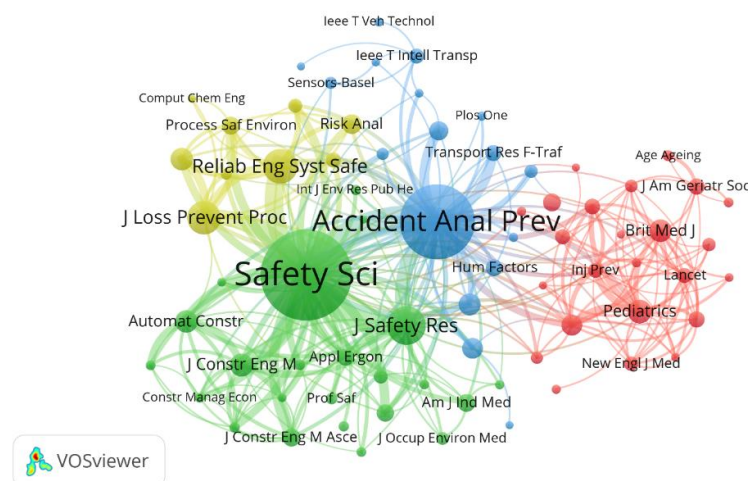 Ieee T Veh Technol
Ieee T Intell Transp
Sensors-Basel
Comput Chem Eng
Plos One
Process Saf Environ
Risk Anal
Transport Res F-Traf
Age Ageing
Reliab Eng Syst Safe
J Am Geriatr Soc
Int J Env Res Pub He
J Loss Prevent Proc
Accident Anal Prev
Brit Med J
Safety Sci
Hum Factors
Inj Prev
Lancet
Automat Constr
J Safety Res
Pediatrics
J Constr Eng M
Appl Ergon
New Engl J Med
Constr Manag Econ
Prof Saf
Am J Ind Med
J Constr Eng M Asce
J Occup Environ Med
VOSviewer